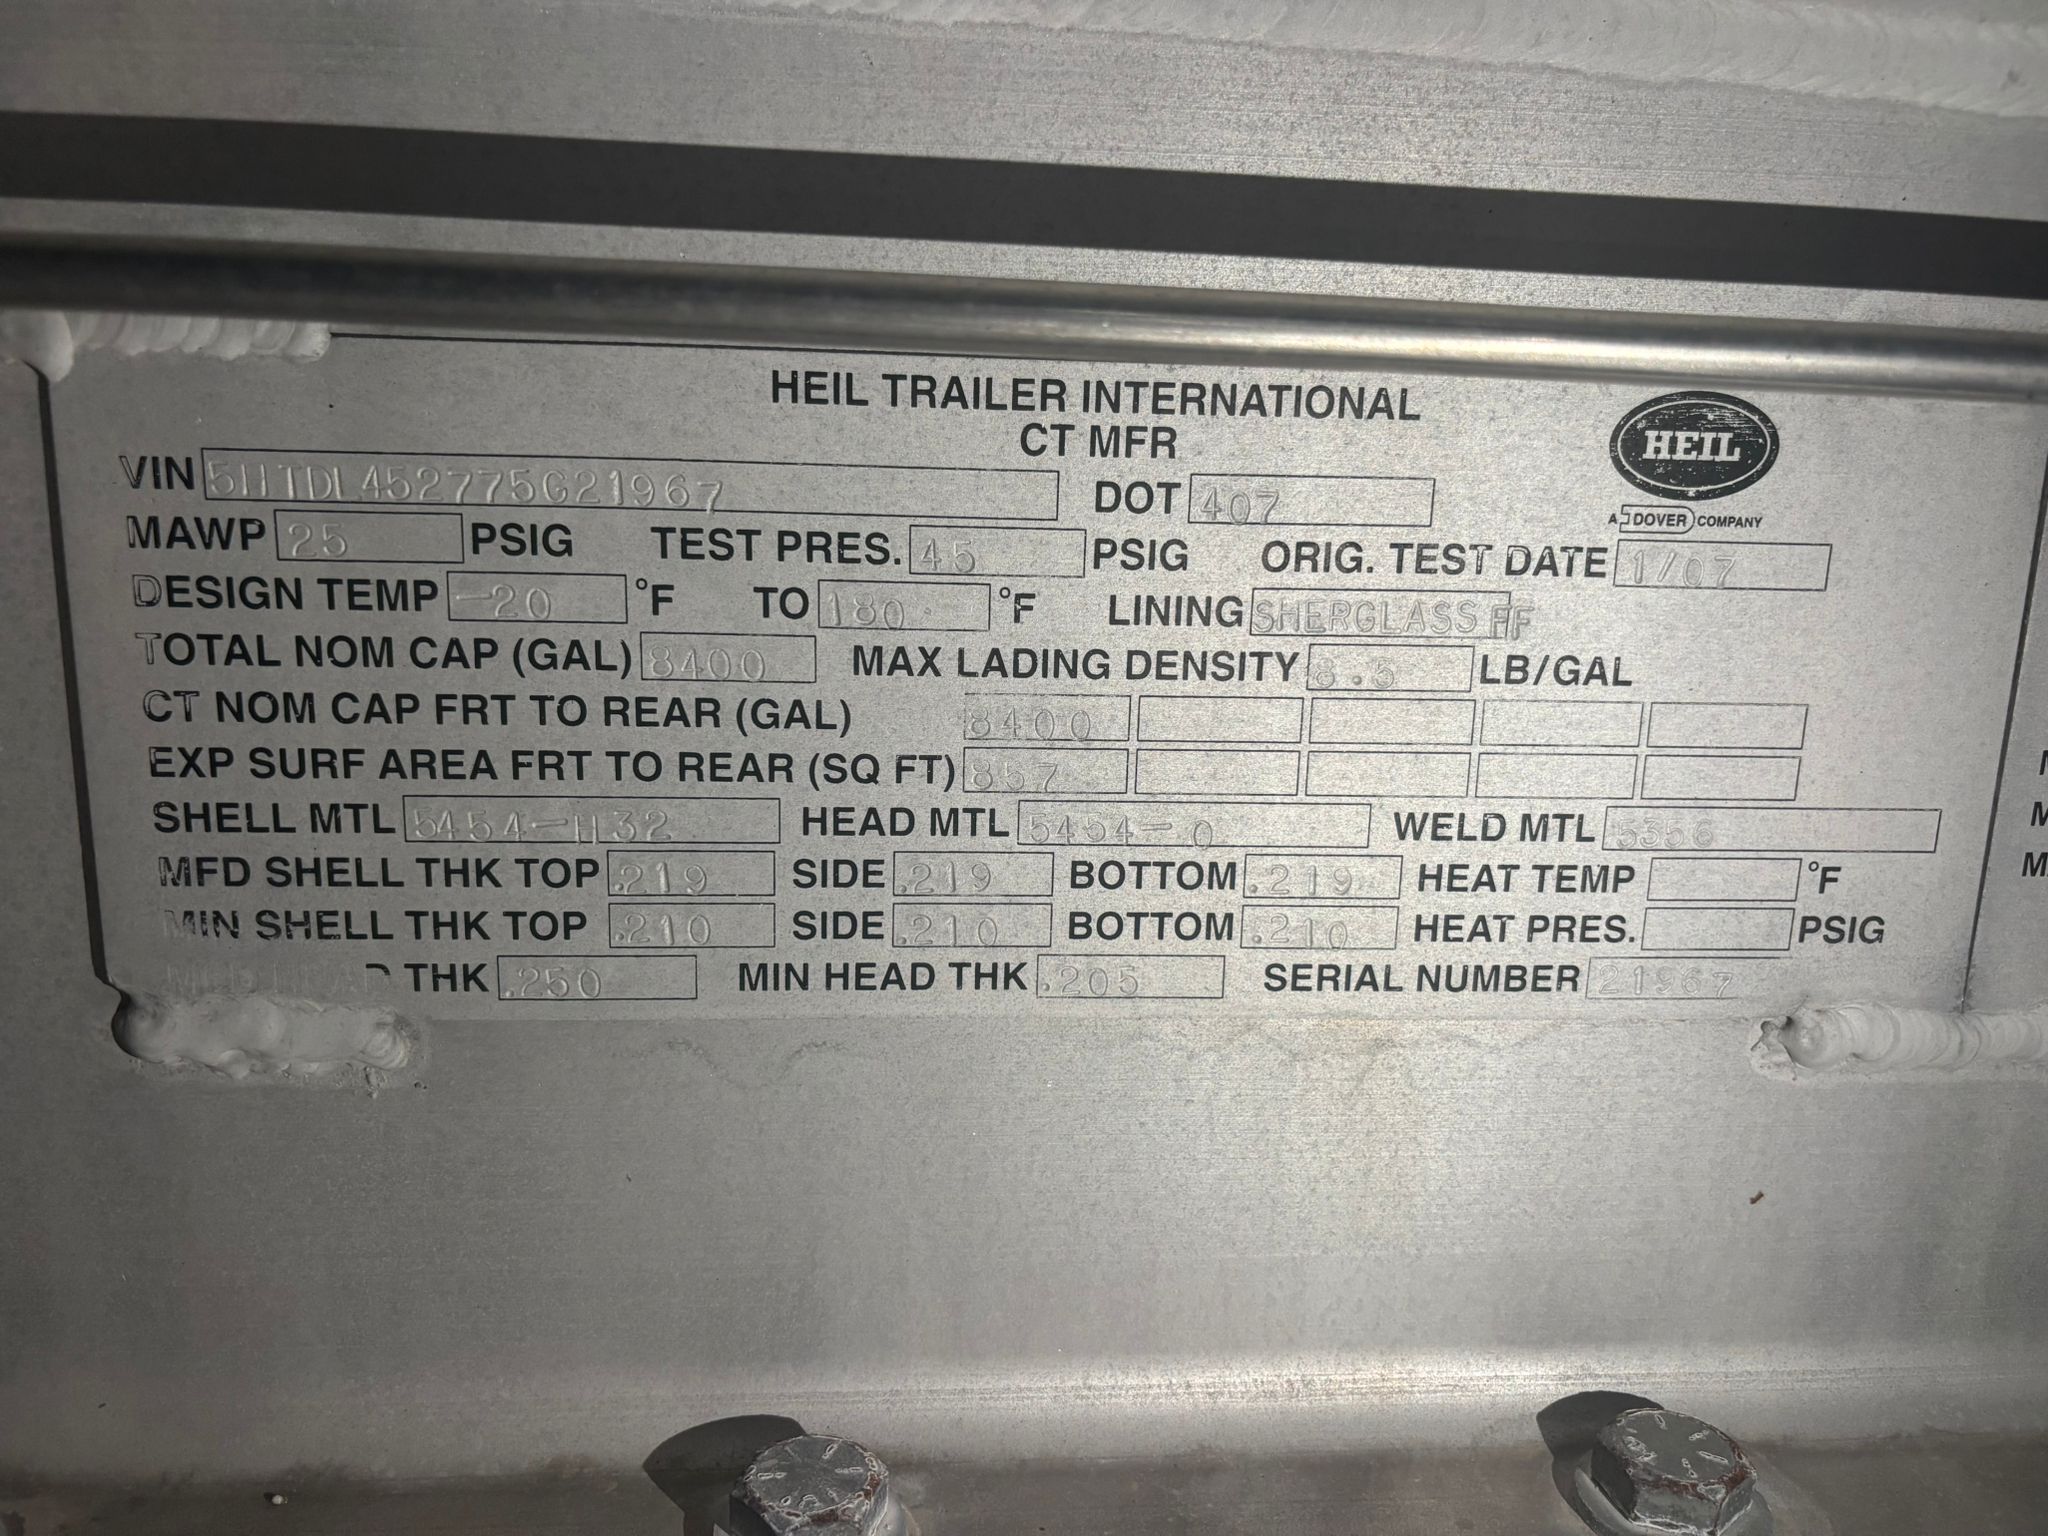 HEIL TRAILER INTERNATIONAL
CT MFR
HEIL
A DOVER COMPANY
VIN 5HTDL452775G21967 DOT 407
MAWP 25 PSIG TEST PRES. 45 PSIG ORIG. TEST DATE 1/07
DESIGN TEMP -20 °F TO 180 °F LINING SHERGLASS FF
TOTAL NOM CAP (GAL) 8400 MAX LADING DENSITY 8.5 LB/GAL
CT NOM CAP FRT TO REAR (GAL) 8400
EXP SURF AREA FRT TO REAR (SQ FT) 857
SHELL MTL 5454-H32 HEAD MTL 5454-0 WELD MTL 5356
MFD SHELL THK TOP .219 SIDE .219 BOTTOM .219 HEAT TEMP °F
MIN SHELL THK TOP .210 SIDE .210 BOTTOM .210 HEAT PRES. PSIG
MFD HEAD THK .250 MIN HEAD THK .205 SERIAL NUMBER 21967